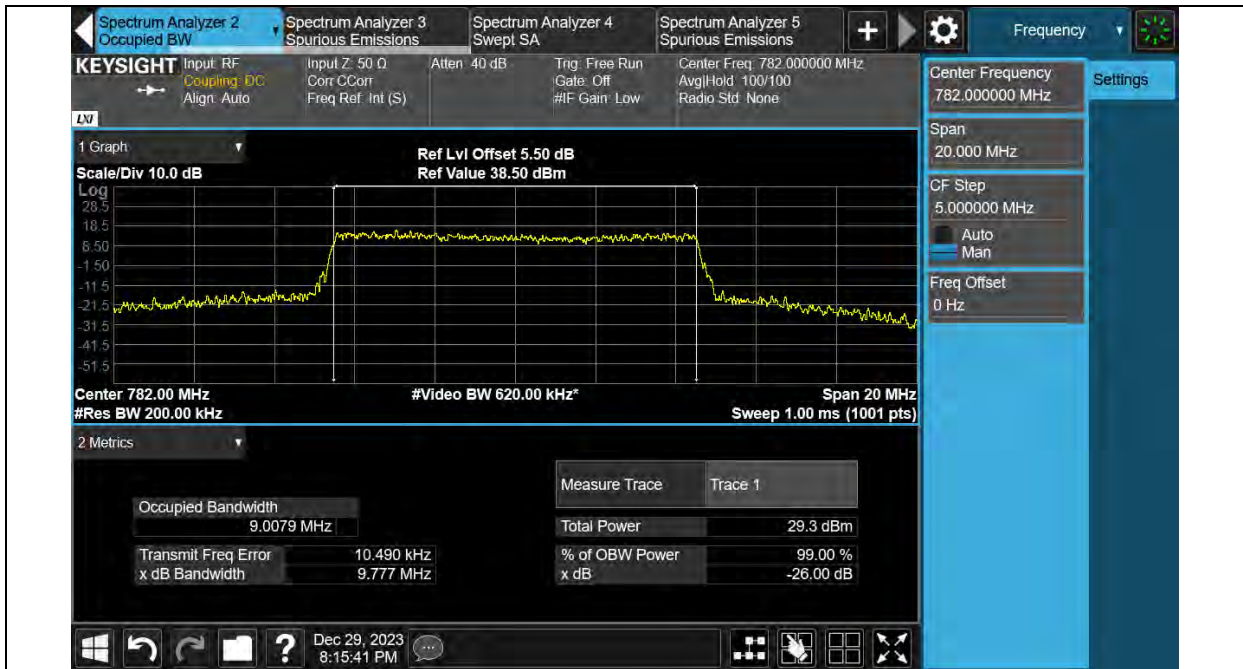 Spectrum Analyzer 2
Occupied BW
Spectrum Analyzer 3
Spurious Emissions
Spectrum Analyzer 4
Swept SA
Spectrum Analyzer 5
Spurious Emissions
+
Frequency
KEYSIGHT
LXI
Input: RF
Coupling: DC
Align: Auto
Input Z: 50 Ω
Corr CCorr
Freq Ref: Int (S)
Atten: 40 dB
Trig: Free Run
Gate: Off
#IF Gain: Low
Center Freq: 782.000000 MHz
Avg|Hold: 100/100
Radio Std: None
Center Frequency
782.000000 MHz
Settings
Span
20.000 MHz
CF Step
5.000000 MHz
Auto
Man
Freq Offset
0 Hz
1 Graph
Scale/Div 10.0 dB
Ref Lvl Offset 5.50 dB
Ref Value 38.50 dBm
Log
28.5
18.5
8.50
-1.50
-11.5
-21.5
-31.5
-41.5
-51.5
Center 782.00 MHz
#Video BW 620.00 kHz*
Span 20 MHz
#Res BW 200.00 kHz
Sweep 1.00 ms (1001 pts)
2 Metrics
Measure Trace
Trace 1
Occupied Bandwidth
9.0079 MHz
Total Power
29.3 dBm
Transmit Freq Error
10.490 kHz
% of OBW Power
99.00 %
x dB Bandwidth
9.777 MHz
x dB
-26.00 dB
?
Dec 29, 2023
8:15:41 PM